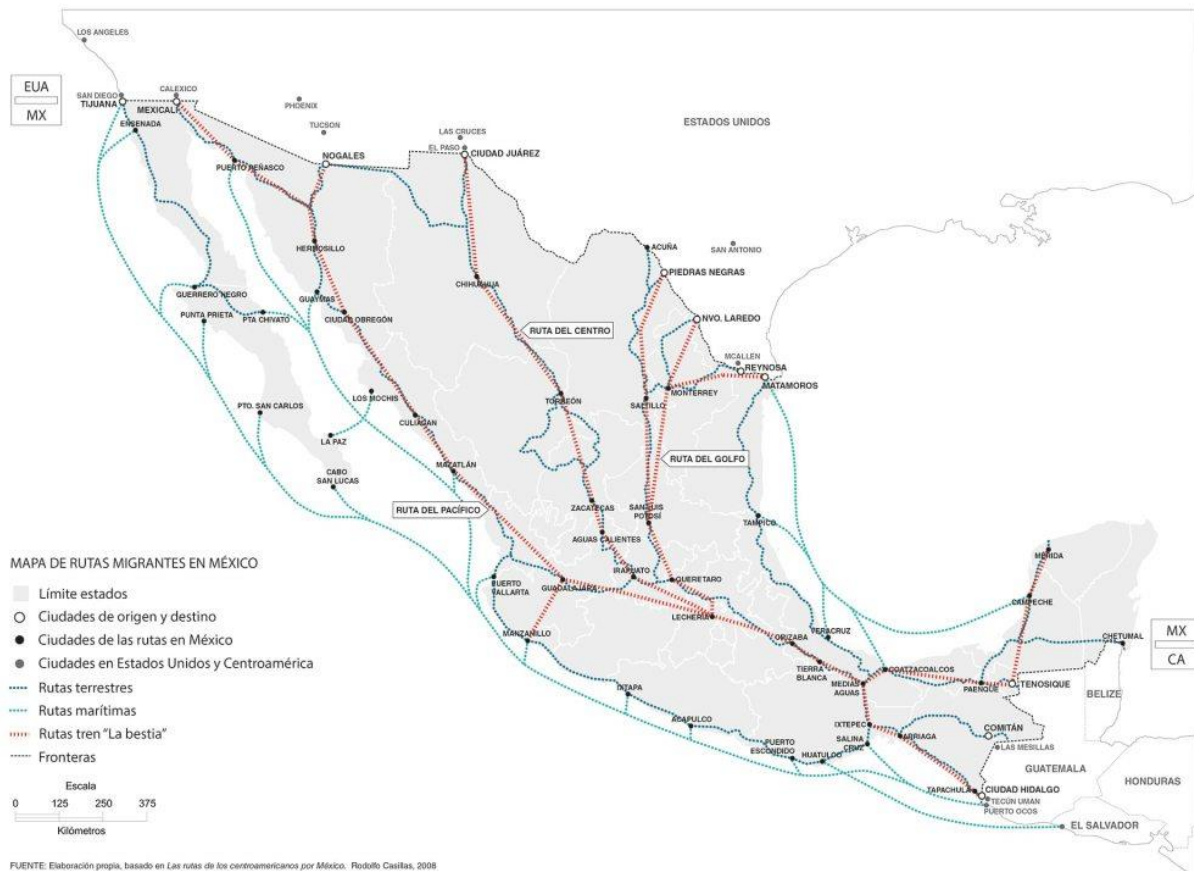 LOS ANGELES
EUA
MX
SAN DIEGO
TIJUANA
CALEXICO
MEXICALI
ENSENADA
PHOENIX
TUCSON
LAS CRUCES
EL PASO
CIUDAD JUÁREZ
NOGALES
PUERTO PEÑASCO
ESTADOS UNIDOS
HERMOSILLO
ACUÑA
SAN ANTONIO
PIEDRAS NEGRAS
CHIHUAHUA
GUERRERO NEGRO
GUAYMAS
PUNTA PRIETA
PTA CHIVATO
CIUDAD OBREGÓN
RUTA DEL CENTRO
NVO. LAREDO
MCALLEN
REYNOSA
MATAMOROS
MONTERREY
SALTILLO
TORREÓN
LOS MOCHIS
PTO. SAN CARLOS
CULIACAN
LA PAZ
RUTA DEL GOLFO
MAZATLÁN
CABO
SAN LUCAS
RUTA DEL PACÍFICO
ZACATECAS
SAN LUIS
POTOSÍ
TAMPICO
AGUAS CALIENTES
MÉRIDA
PUERTO
VALLARTA
GUADALAJARA
IRAPUATO
QUERETARO
CAMPECHE
LECHERIA
MANZANILLO
ORIZABA
VERACRUZ
CHETUMAL
MX
CA
TIERRA
BLANCA
COATZACOALCOS
MEDIAS
AGUAS
PAENQUE
TENOSIQUE
BELIZE
IXTAPA
ACAPULCO
IXTEPEC
ARRIAGA
COMITÁN
SALINA
CRUZ
PUERTO
ESCONDIDO
HUATULCO
LAS MESILLAS
GUATEMALA
HONDURAS
TAPACHULA
CIUDAD HIDALGO
TECÚN UMAN
PUERTO OCOS
EL SALVADOR
MAPA DE RUTAS MIGRANTES EN MÉXICO
Límite estados
Ciudades de origen y destino
Ciudades de las rutas en México
Ciudades en Estados Unidos y Centroamérica
Rutas terrestres
Rutas marítimas
Rutas tren "La bestia"
Fronteras
Escala
0 125 250 375
Kilómetros
FUENTE: Elaboración propia, basado en Las rutas de los centroamericanos por México. Rodolfo Casillas, 2008